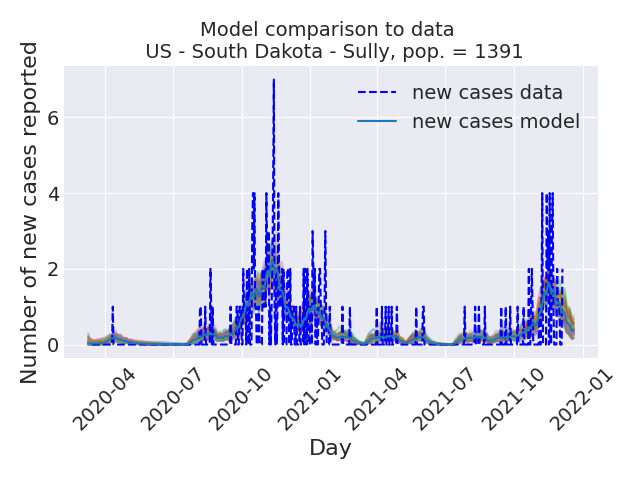 Model comparison to data
US - South Dakota - Sully, pop. = 1391
Number of new cases reported
6
4
2
0
new cases data
new cases model
2020-04
2020-07
2020-10
2021-01
2021-04
2021-07
2021-10
2022-01
Day